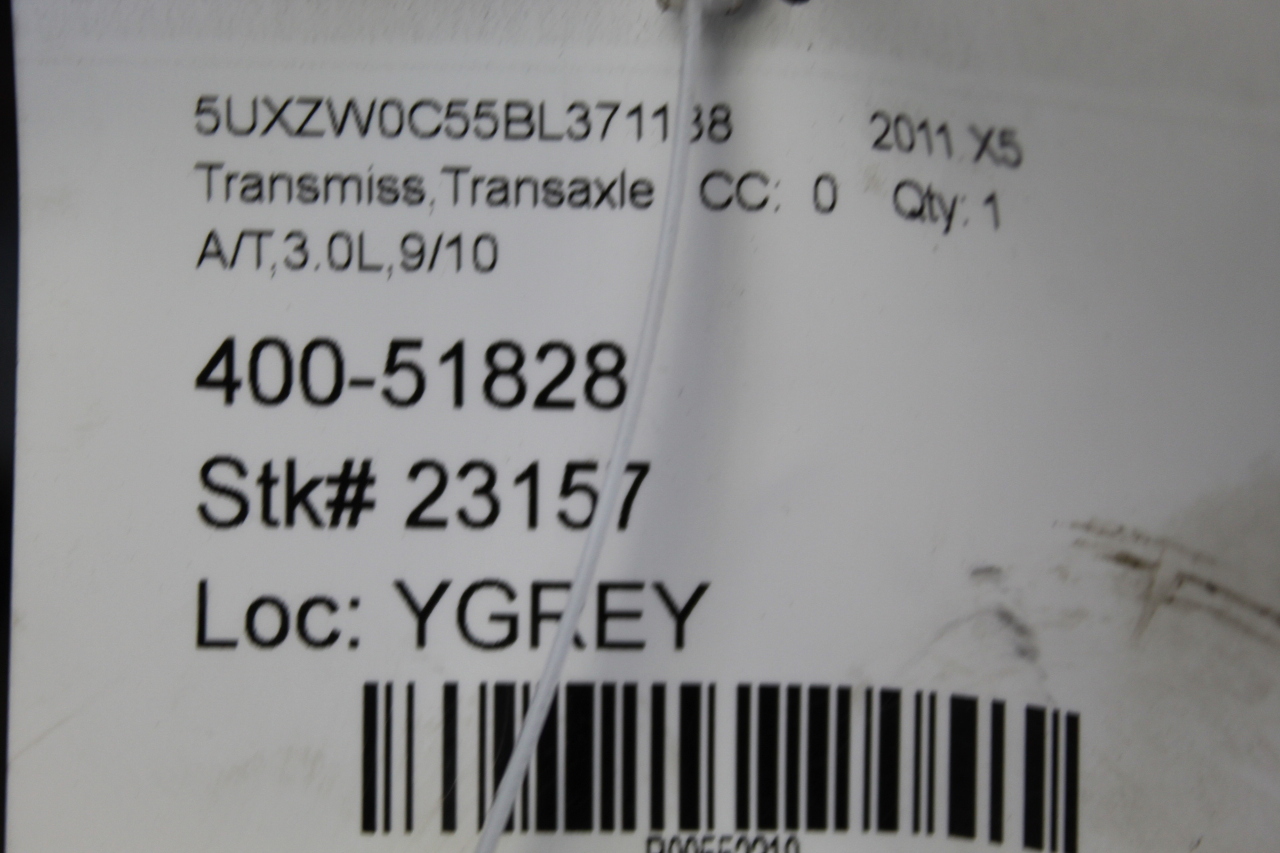 2011 X5
Transmiss,Transaxle CC: 0 Qty: 1
A/T,3.0L,9/10
400-51828
Stk# 23157
Loc: YGREY